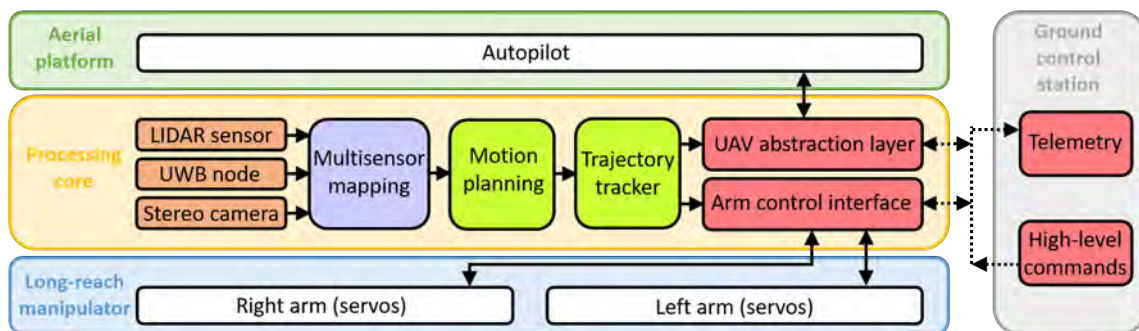 Aerial
platform
Autopilot
Ground
control
station
Processing
core
LIDAR sensor
UWB node
Stereo camera
Multisensor
mapping
Motion
planning
Trajectory
tracker
UAV abstraction layer
Arm control interface
Telemetry
High-level
commands
Long-reach
manipulator
Right arm (servos)
Left arm (servos)